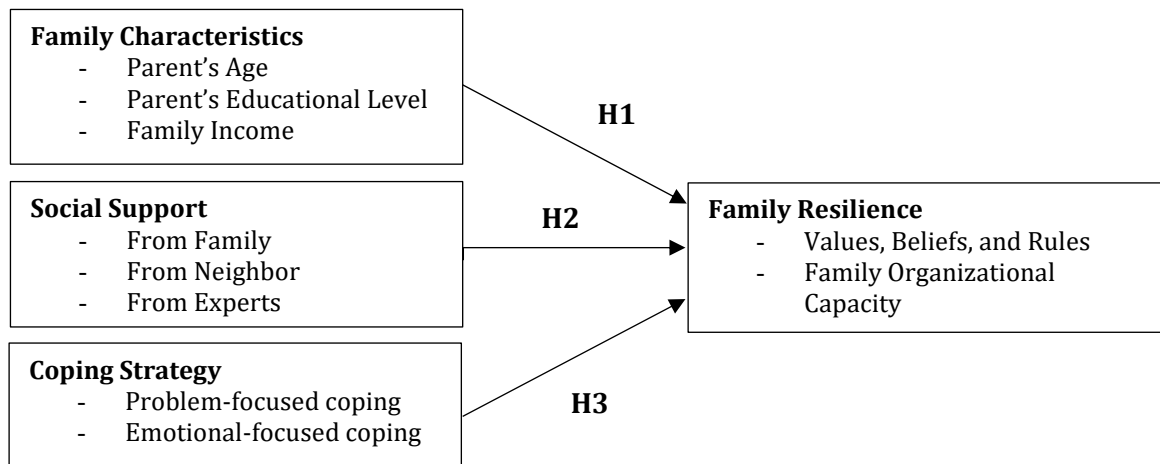 Family Characteristics
- Parent's Age
- Parent's Educational Level
- Family Income
H1
Social Support
- From Family
- From Neighbor
- From Experts
H2
Family Resilience
- Values, Beliefs, and Rules
- Family Organizational
Capacity
Coping Strategy
- Problem-focused coping
- Emotional-focused coping
H3